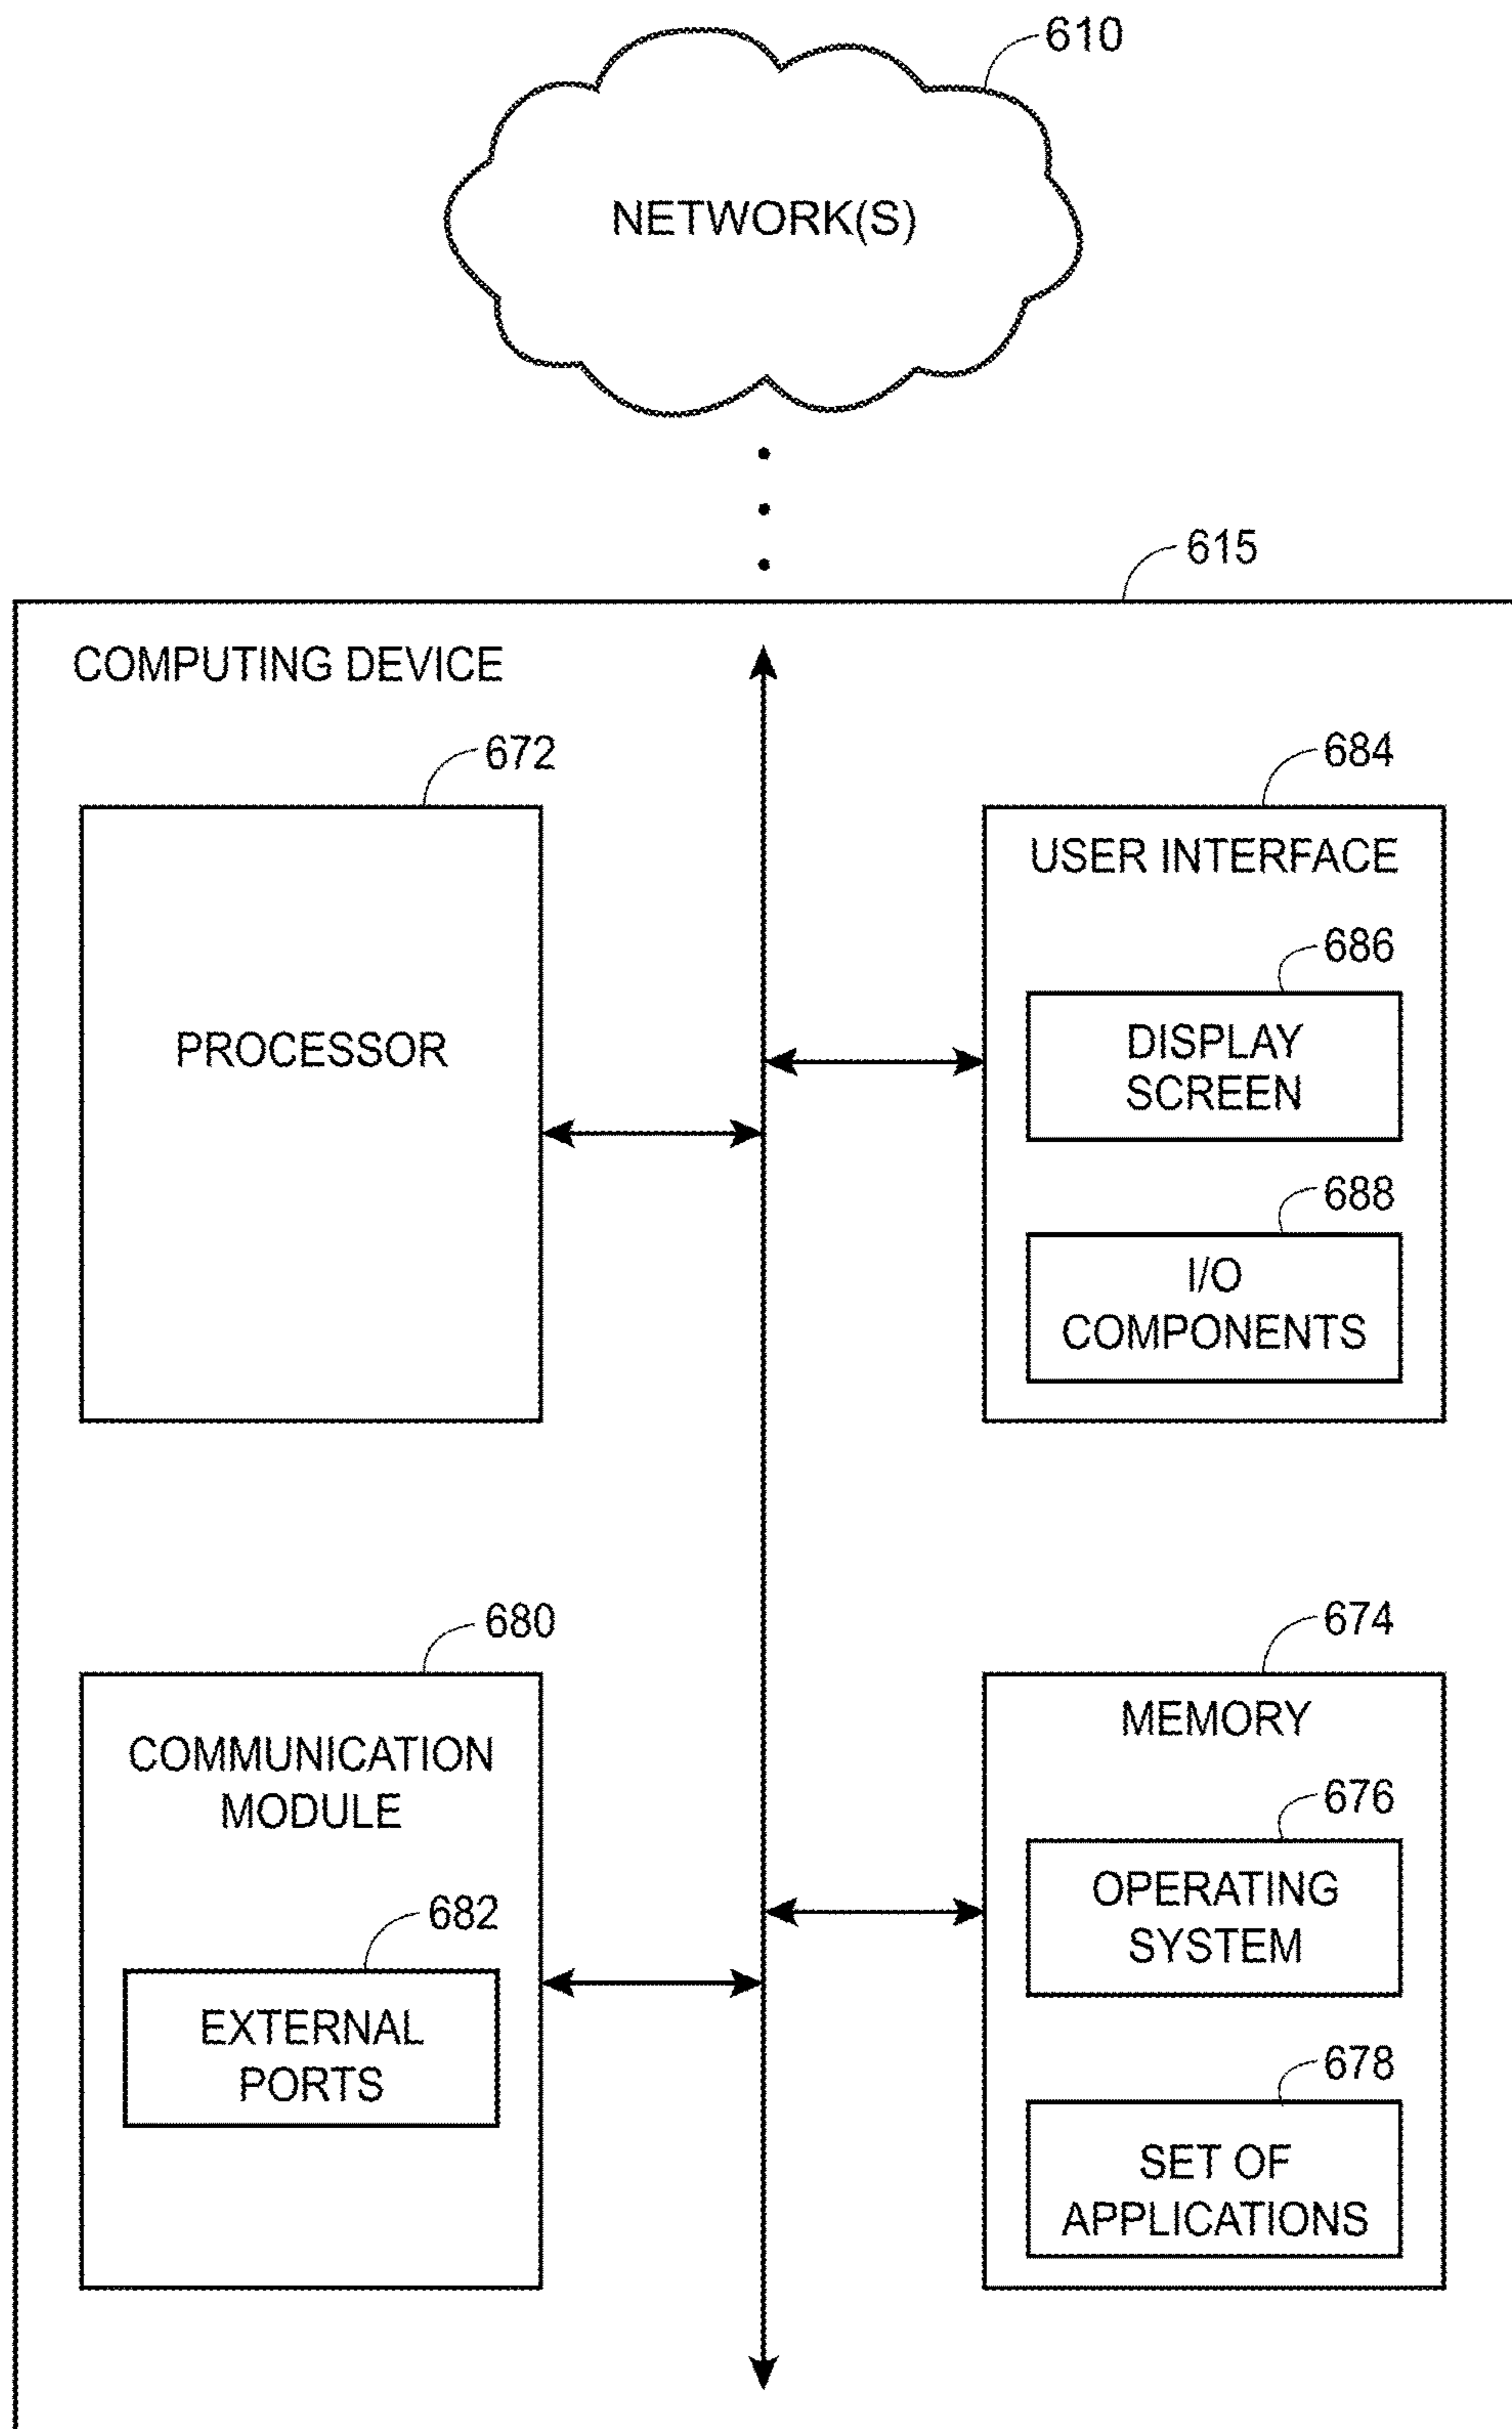 610
NETWORK(S)
615
COMPUTING DEVICE
672
PROCESSOR
684
USER INTERFACE
686
DISPLAY
SCREEN
688
I/O
COMPONENTS
680
COMMUNICATION
MODULE
682
EXTERNAL
PORTS
674
MEMORY
676
OPERATING
SYSTEM
678
SET OF
APPLICATIONS